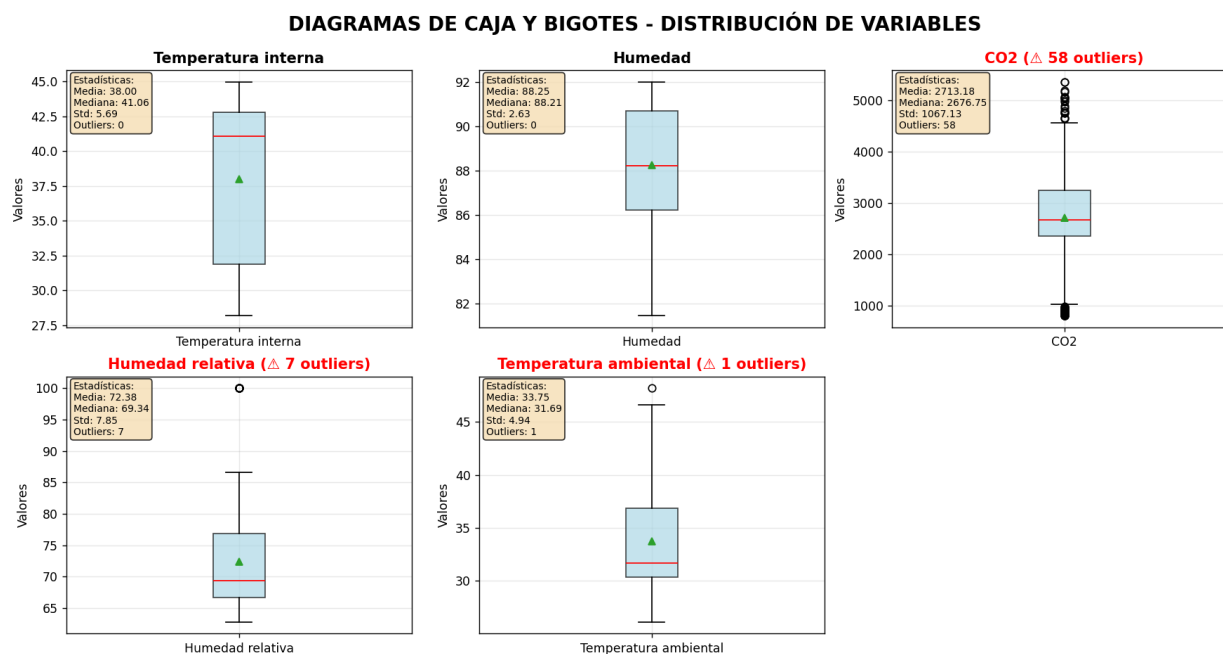 DIAGRAMAS DE CAJA Y BIGOTES - DISTRIBUCIÓN DE VARIABLES
Temperatura interna
Estadísticas:
Media: 38.00
Mediana: 41.06
Std: 5.69
Outliers: 0
Valores
45.0
42.5
40.0
37.5
35.0
32.5
30.0
27.5
Temperatura interna
Humedad
Estadísticas:
Media: 88.25
Mediana: 88.21
Std: 2.63
Outliers: 0
Valores
92
90
88
86
84
82
Humedad
CO2 (⚠ 58 outliers)
Estadísticas:
Media: 2713.18
Mediana: 2676.75
Std: 1067.13
Outliers: 58
Valores
5000
4000
3000
2000
1000
CO2
Humedad relativa (⚠ 7 outliers)
Estadísticas:
Media: 72.38
Mediana: 69.34
Std: 7.85
Outliers: 7
Valores
100
95
90
85
80
75
70
65
Humedad relativa
Temperatura ambiental (⚠ 1 outliers)
Estadísticas:
Media: 33.75
Mediana: 31.69
Std: 4.94
Outliers: 1
Valores
45
40
35
30
Temperatura ambiental